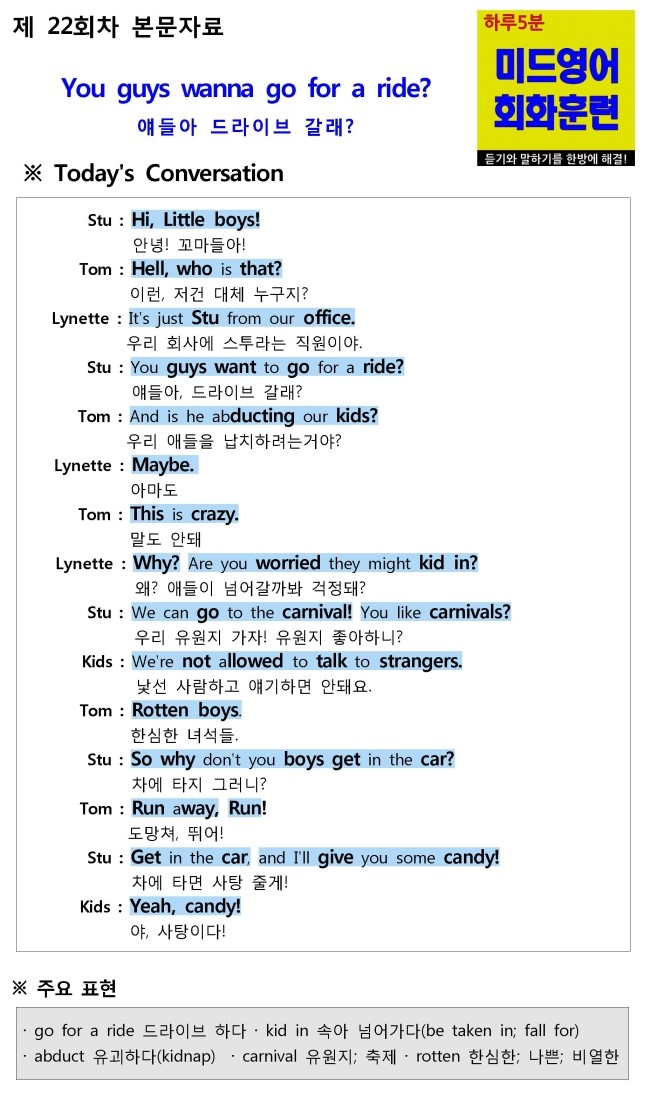 제 22회차 본문자료
하루5분
미드영어
회화훈련
듣기와 말하기를 한방에 해결!
You guys wanna go for a ride?
얘들아 드라이브 갈래?
※ Today's Conversation
Stu : Hi, Little boys!
안녕! 꼬마들아!
Tom : Hell, who is that?
이런, 저건 대체 누구지?
Lynette : It's just Stu from our office.
우리 회사에 스투라는 직원이야.
Stu : You guys want to go for a ride?
얘들아, 드라이브 갈래?
Tom : And is he abducting our kids?
우리 애들을 납치하려는거야?
Lynette : Maybe.
아마도
Tom : This is crazy.
말도 안돼
Lynette : Why? Are you worried they might kid in?
왜? 애들이 넘어갈까봐 걱정돼?
Stu : We can go to the carnival! You like carnivals?
우리 유원지 가자! 유원지 좋아하니?
Kids : We're not allowed to talk to strangers.
낯선 사람하고 얘기하면 안돼요.
Tom : Rotten boys.
한심한 녀석들.
Stu : So why don't you boys get in the car?
차에 타지 그러니?
Tom : Run away, Run!
도망쳐, 뛰어!
Stu : Get in the car, and I'll give you some candy!
차에 타면 사탕 줄게!
Kids : Yeah, candy!
야, 사탕이다!
※ 주요 표현
· go for a ride 드라이브 하다 · kid in 속아 넘어가다(be taken in; fall for)
· abduct 유괴하다(kidnap) · carnival 유원지; 축제 · rotten 한심한; 나쁜; 비열한